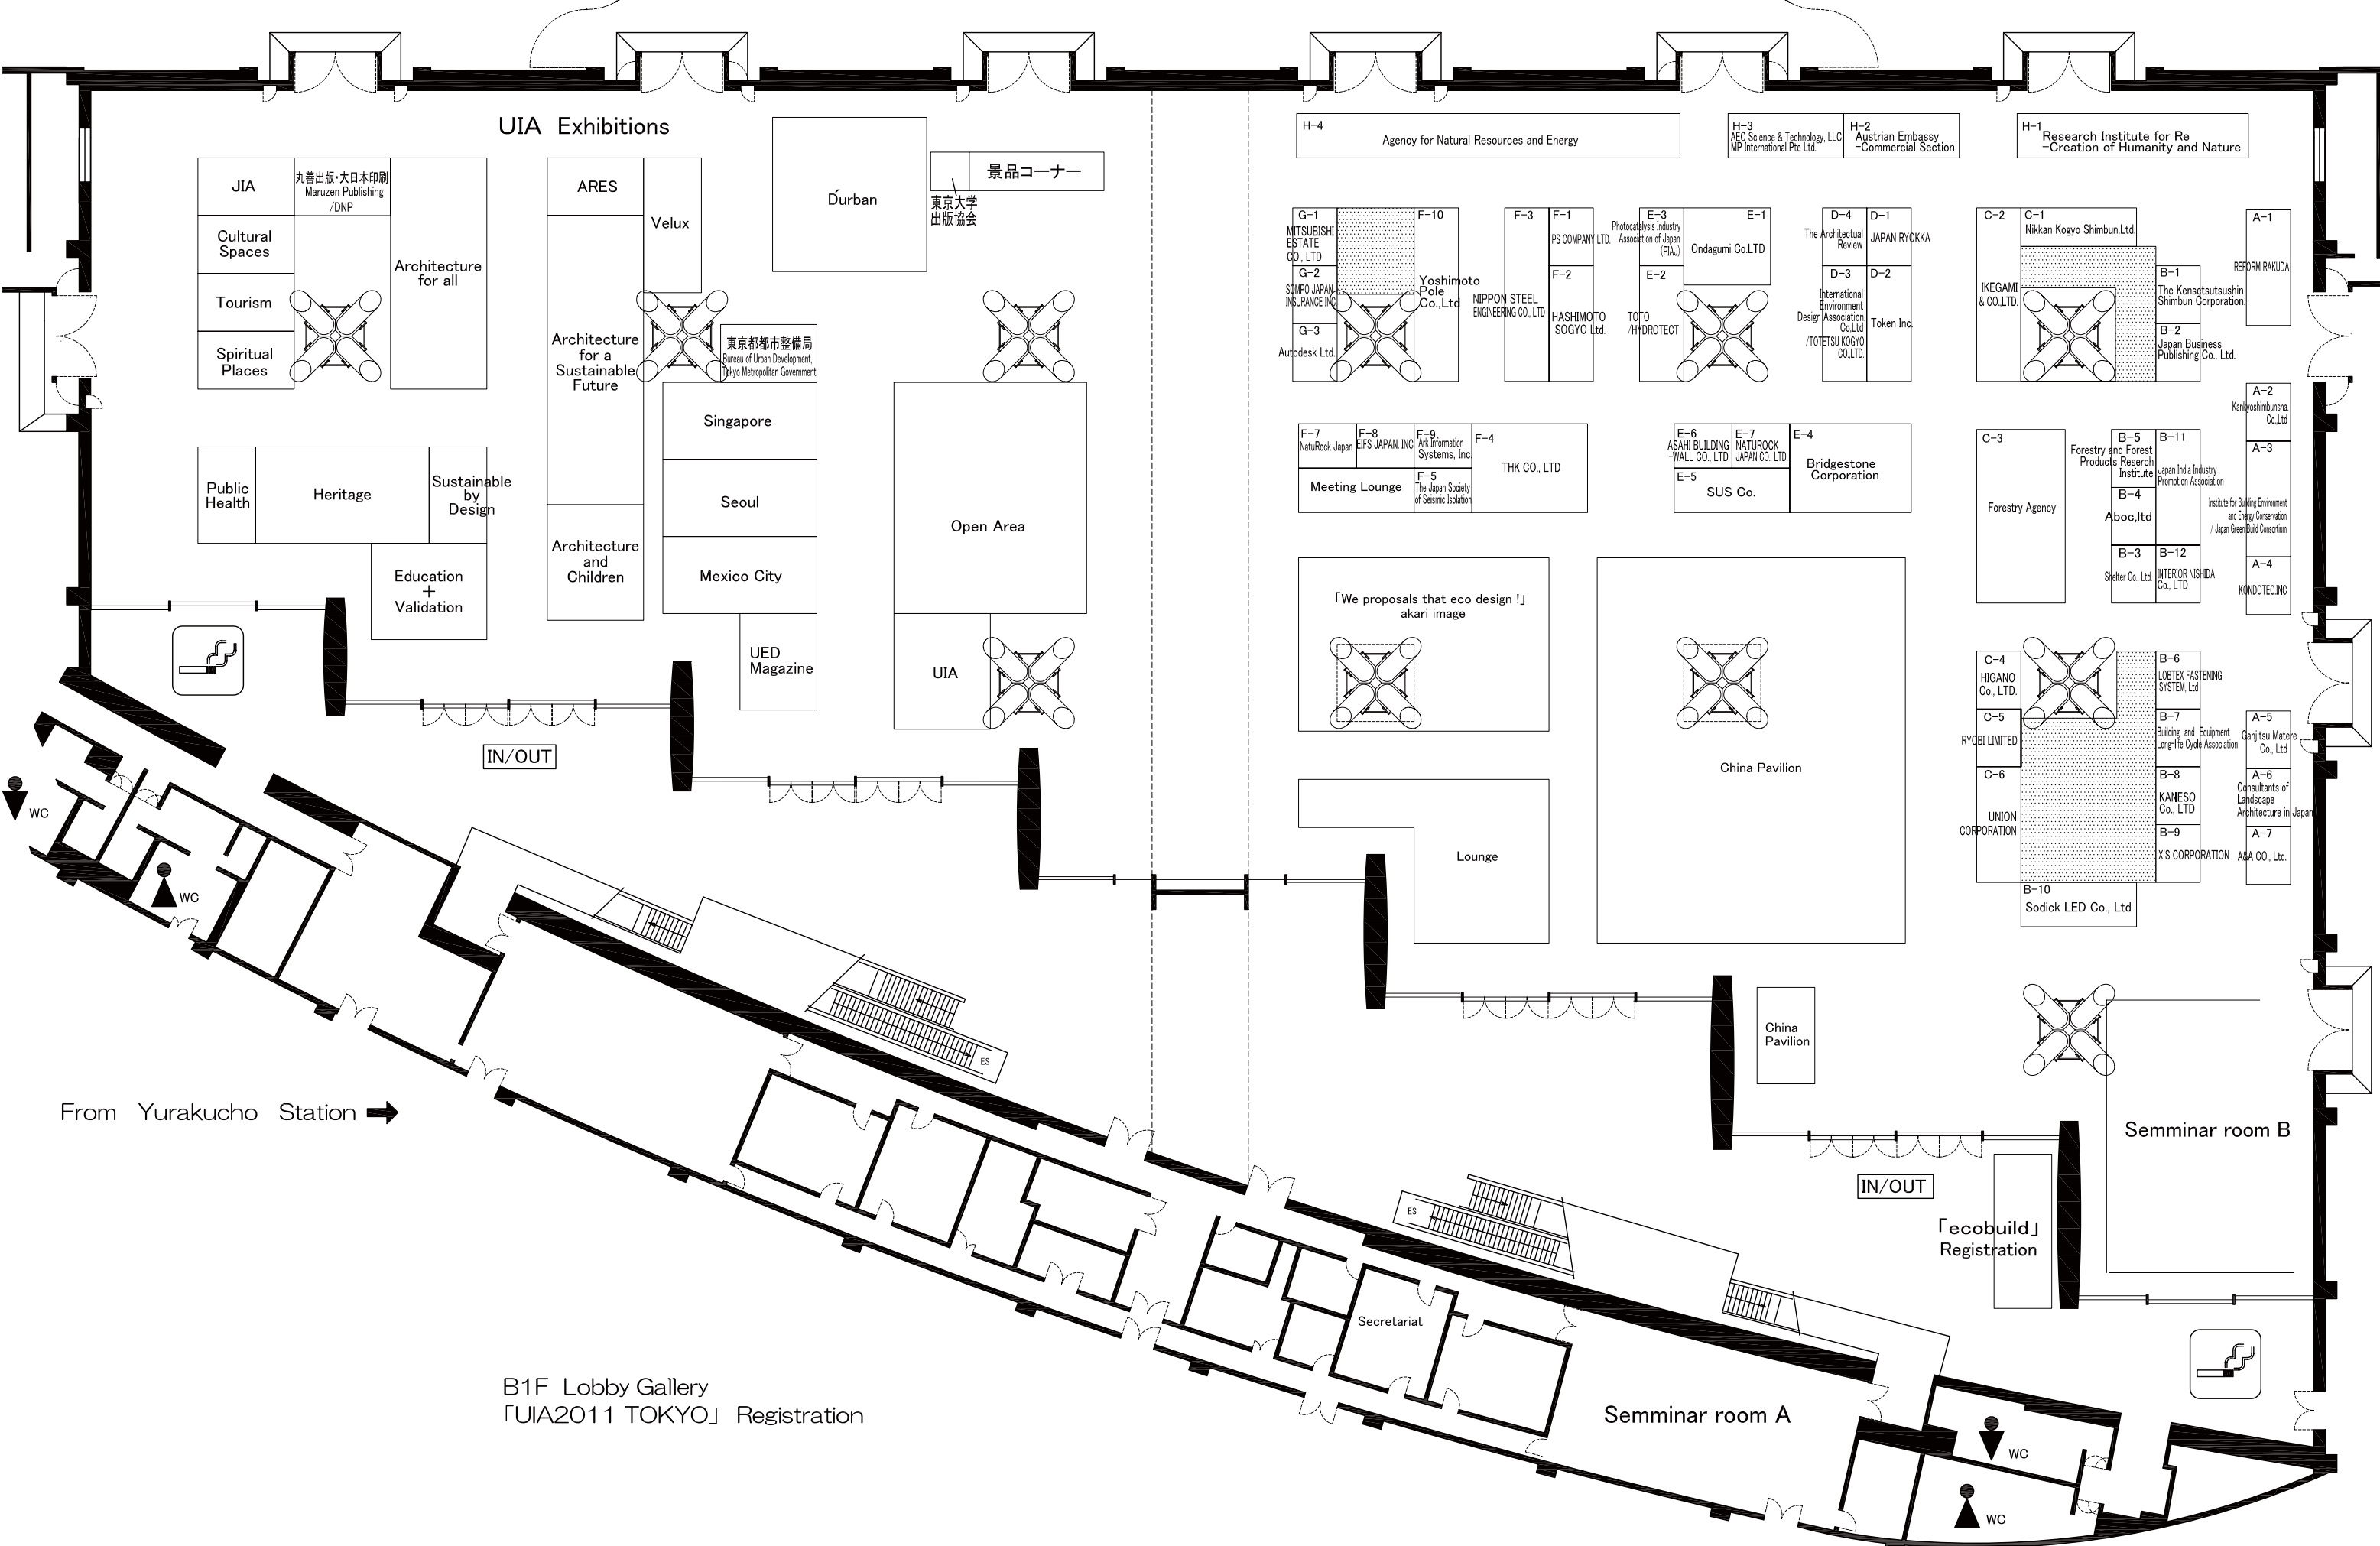 UIA Exhibitions
JIA
丸善出版・大日本印刷
Maruzen Publishing
/DNP
Architecture
for all
Cultural
Spaces
Tourism
Spiritual
Places
Public
Health
Heritage
Sustainable
by
Design
Education
+
Validation
ARES
Velux
Architecture
for a
Sustainable
Future
Architecture
and
Children
東京都都市整備局
Bureau of Urban Development,
Tokyo Metropolitan Government
Singapore
Seoul
Mexico City
UED
Magazine
D́urban
景品コーナー
東京大学
出版協会
Open Area
UIA
H-4
Agency for Natural Resources and Energy
H-3
AEC Science & Technology, LLC
MP International Pte Ltd.
H-2
Austrian Embassy
-Commercial Section
H-1
Research Institute for Re
-Creation of Humanity and Nature
G-1
MITSUBISHI
ESTATE
CO., LTD
G-2
SOMPO JAPAN
INSURANCE INC.
G-3
Autodesk Ltd.
F-10
Yoshimoto
Pole
Co.,Ltd
F-3
NIPPON STEEL
ENGINEERING CO., LTD
F-1
PS COMPANY LTD.
F-2
HASHIMOTO
SOGYO Ltd.
E-3
Photocatalysis Industry
Association of Japan
(PIAJ)
E-1
Ondagumi Co.LTD
E-2
TOTO
/HYDROTECT
D-4
The Architectual
Review
D-1
JAPAN RYOKKA
D-3
International
Environment
Design Association
Co,Ltd
/TOTETSU KOGYO
CO.,LTD.
D-2
Token Inc.
C-2
IKEGAMI
& CO.,LTD.
C-1
Nikkan Kogyo Shimbun,Ltd.
B-1
The Kensetsutsushin
Shimbun Corporation.
B-2
Japan Business
Publishing Co., Ltd.
A-1
REFORM RAKUDA
A-2
Kankyoshimbunsha.
Co.,Ltd
A-3
Institute for Building Environment
and Energy Conservation
/ Japan Green Build Consortium
A-4
KONDOTEC.INC
F-7
NatuRock Japan
F-8
EIFS JAPAN. INC
F-9
Ark Information
Systems, Inc.
F-4
THK CO., LTD
Meeting Lounge
F-5
The Japan Society
of Seismic Isolation
E-6
ASAHI BUILDING
-WALL CO., LTD
E-7
NATUROCK
JAPAN CO., LTD.
E-4
Bridgestone
Corporation
E-5
SUS Co.
C-3
Forestry Agency
B-5
Forestry and Forest
Products Reserch
Institute
B-11
Japan India Industry
Promotion Association
B-4
Aboc,ltd
B-3
Shelter Co., Ltd.
B-12
INTERIOR NISHIDA
Co., LTD
「We proposals that eco design !」
akari image
China Pavilion
Lounge
C-4
HIGANO
Co., LTD.
C-5
RYOBI LIMITED
C-6
UNION
CORPORATION
B-6
LOBTEX FASTENING
SYSTEM, Ltd
B-7
Building and Equipment
Long-life Cycle Association
B-8
KANESO
Co., LTD
B-9
X'S CORPORATION
B-10
Sodick LED Co., Ltd
A-5
Ganjitsu Matere
Co., Ltd
A-6
Consultants of
Landscape
Architecture in Japan
A-7
A&A CO., Ltd.
IN/OUT
WC
WC
ES
From Yurakucho Station
China
Pavilion
Semminar room B
IN/OUT
「ecobuild」
Registration
ES
Secretariat
Semminar room A
WC
WC
B1F Lobby Gallery
「UIA2011 TOKYO」 Registration